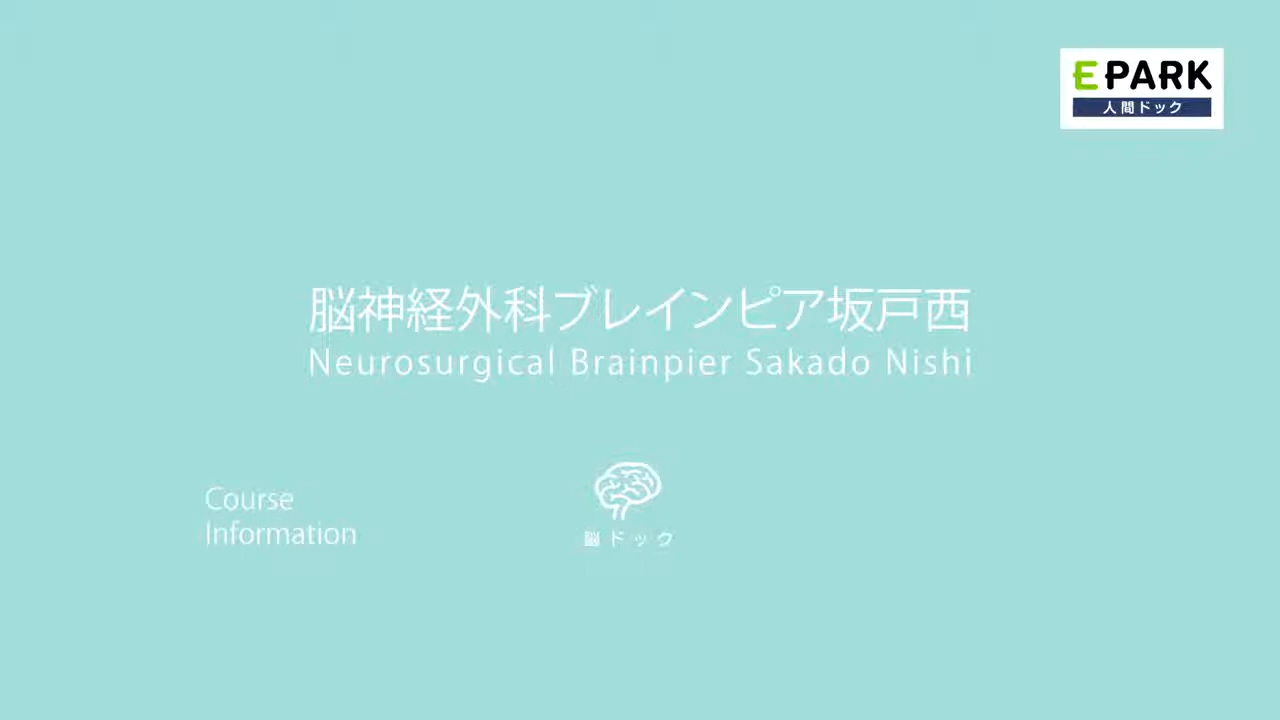 EPARK
人間ドック
脳神経外科ブレインピア坂戸西
Neurosurgical Brainpier Sakado Nishi
Course
Information
脳ドック